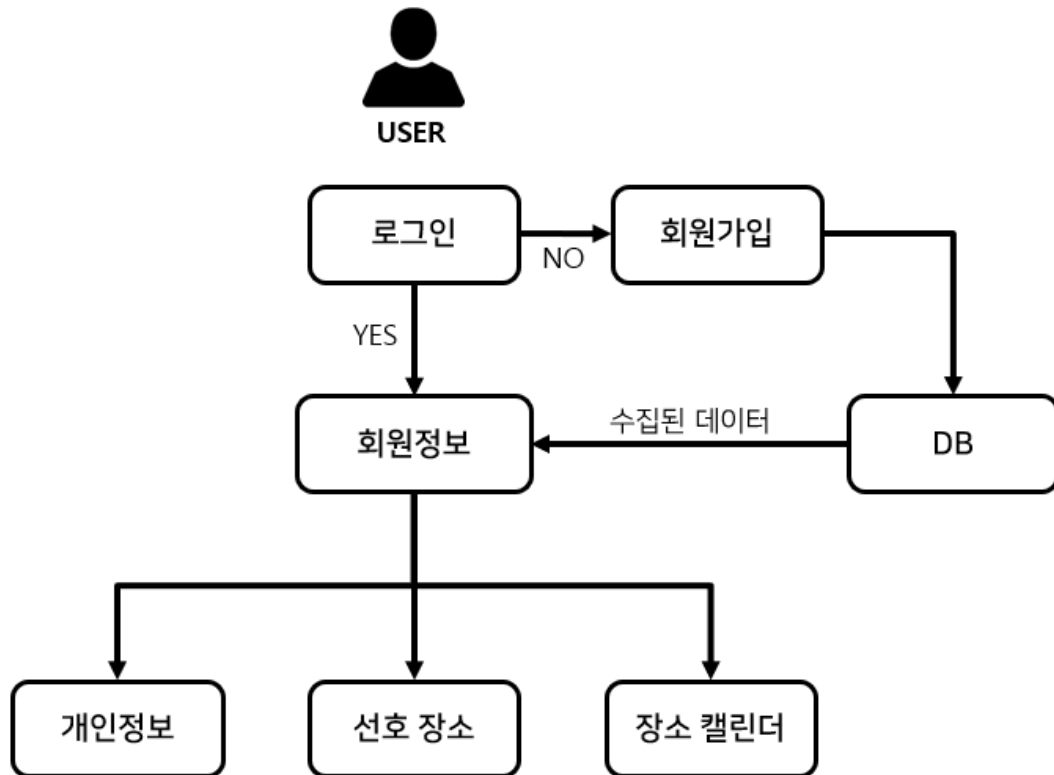 USER
로그인
NO
회원가입
YES
회원정보
수집된 데이터
DB
개인정보
선호 장소
장소 캘린더